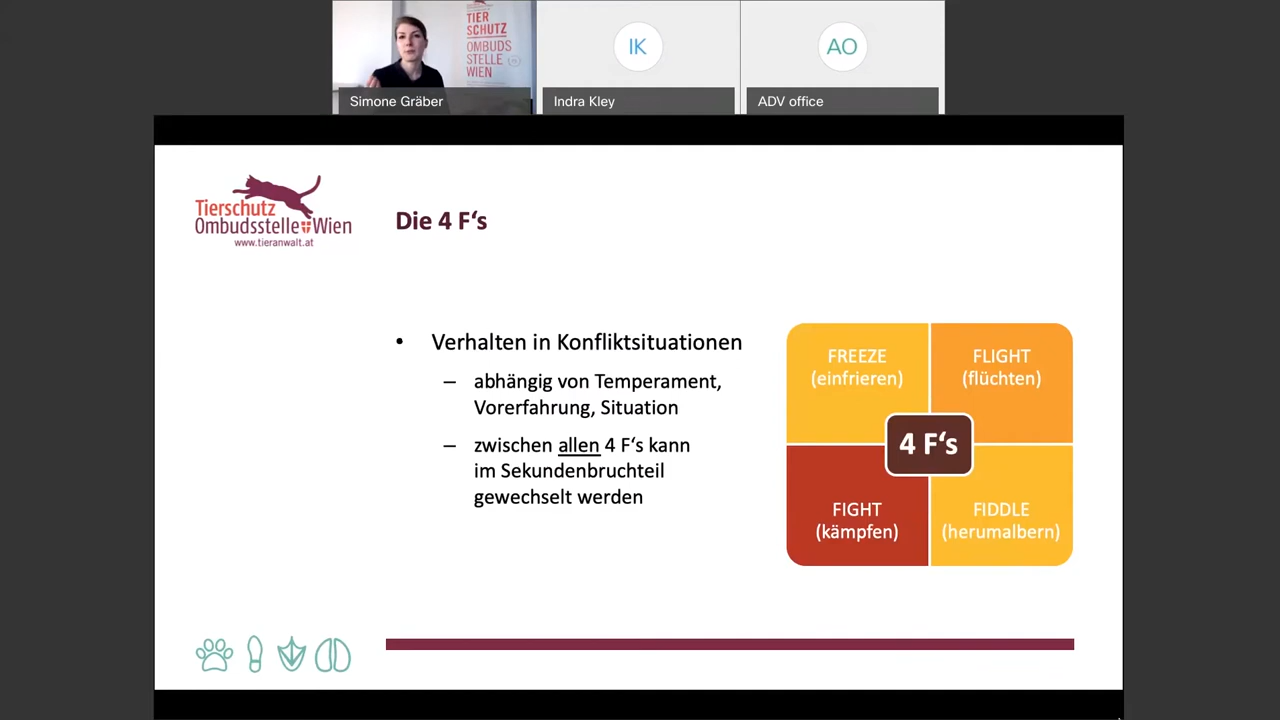 TIER
SCHUTZ
OMBUDS
STELLE
WIEN
IK
AO
Simone Gräber
Indra Kley
ADV office
Tierschutz
Ombudsstelle Wien
www.tieranwalt.at
Die 4 F‘s
• Verhalten in Konfliktsituationen
– abhängig von Temperament,
Vorerfahrung, Situation
– zwischen allen 4 F‘s kann
im Sekundenbruchteil
gewechselt werden
FREEZE
(einfrieren)
FLIGHT
(flüchten)
4 F‘s
FIGHT
(kämpfen)
FIDDLE
(herumalbern)